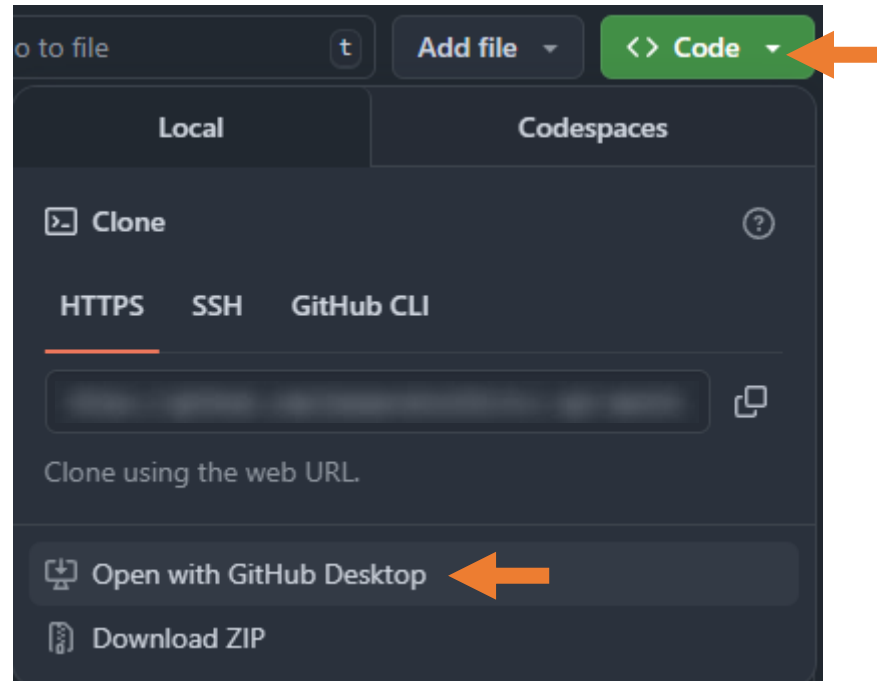 o to file t Add file <> Code
Local Codespaces
Clone ?
HTTPS SSH GitHub CLI
Clone using the web URL.
Open with GitHub Desktop
Download ZIP